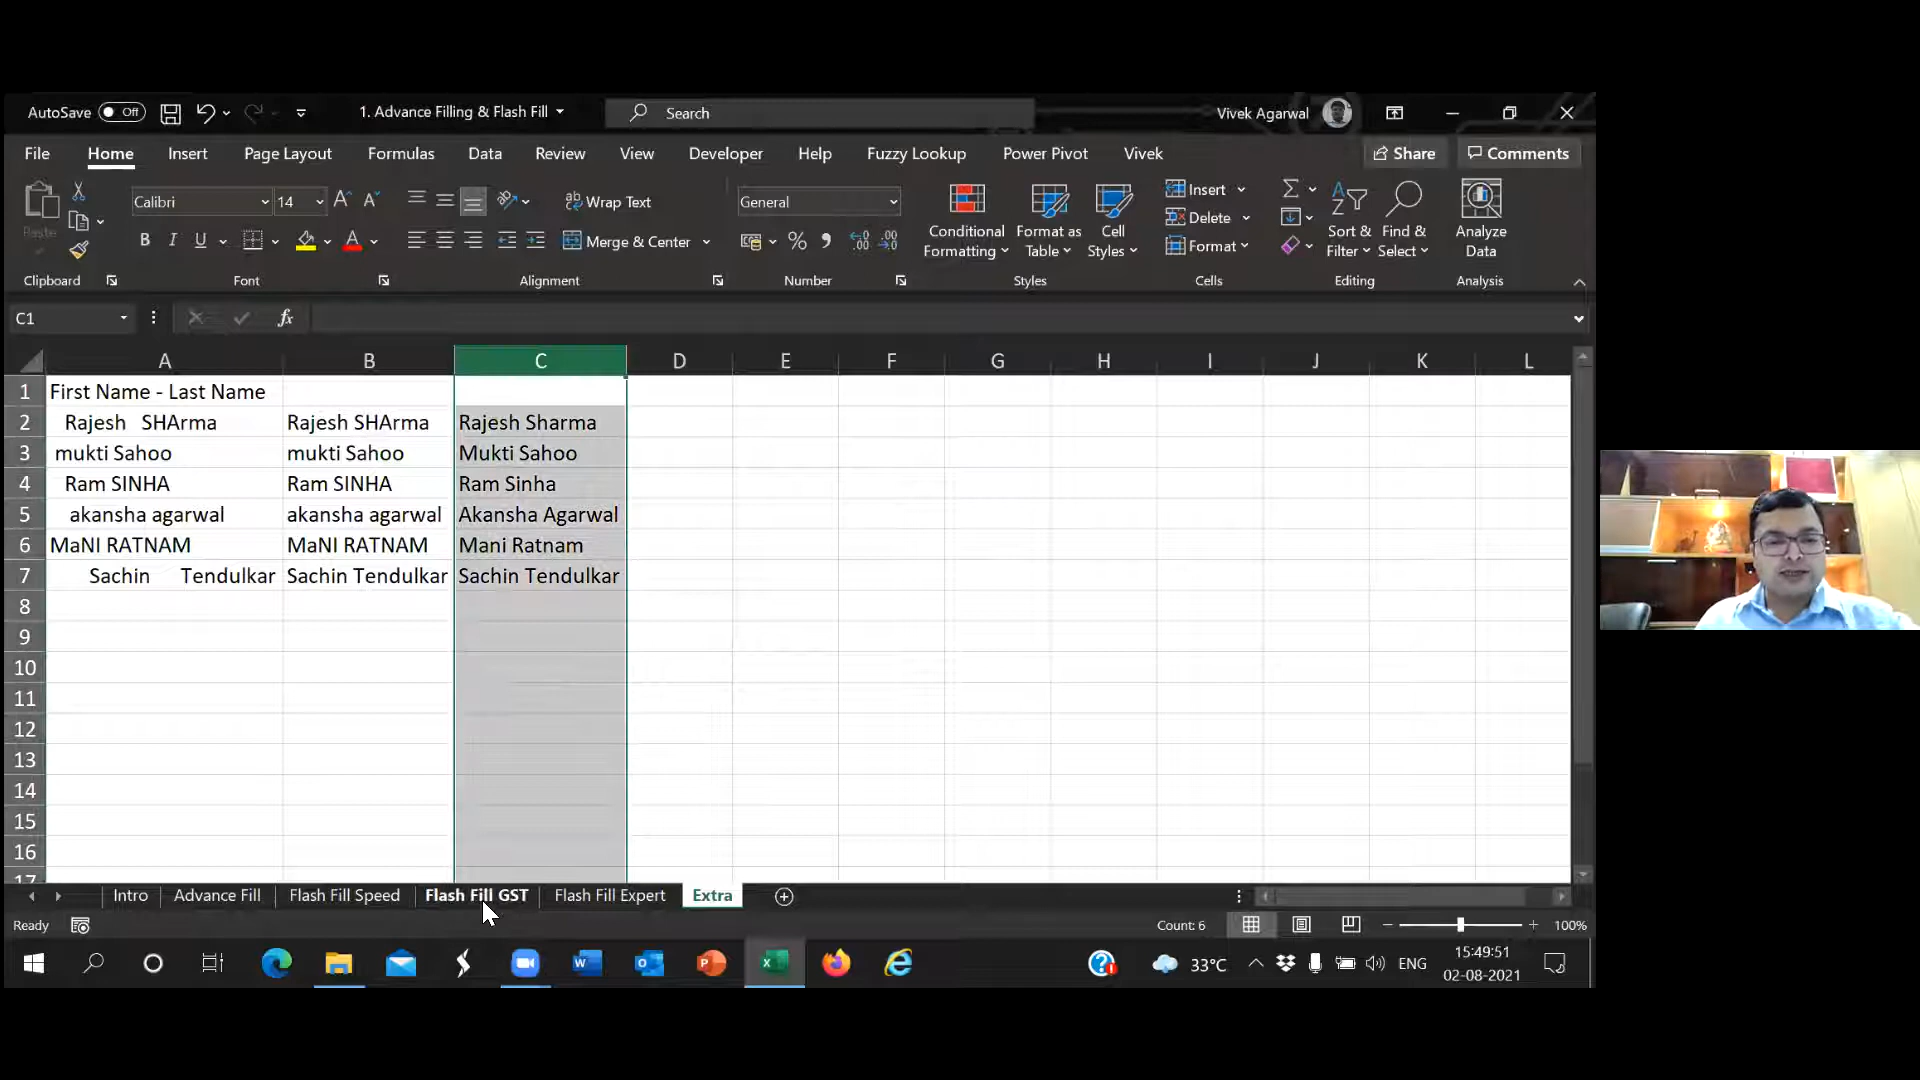 AutoSave Off 1. Advance Filling & Flash Fill Search Vivek Agarwal
File Home Insert Page Layout Formulas Data Review View Developer Help Fuzzy Lookup Power Pivot Vivek Share Comments
Paste
Calibri 14
B I U A
Wrap Text
Merge & Center
General
Conditional Formatting
Format as Table
Cell Styles
Insert
Delete
Format
Sort & Filter
Find & Select
Analyze Data
Clipboard Font Alignment Number Styles Cells Editing Analysis
C1 fx
A B C D E F G H I J K L
1 First Name - Last Name
2 Rajesh SHArma Rajesh SHArma Rajesh Sharma
3 mukti Sahoo mukti Sahoo Mukti Sahoo
4 Ram SINHA Ram SINHA Ram Sinha
5 akansha agarwal akansha agarwal Akansha Agarwal
6 MaNI RATNAM MaNI RATNAM Mani Ratnam
7 Sachin Tendulkar Sachin Tendulkar Sachin Tendulkar
8
9
10
11
12
13
14
15
16
17
Intro Advance Fill Flash Fill Speed Flash Fill GST Flash Fill Expert Extra
Ready Count: 6 100%
33°C ENG 15:49:51
02-08-2021